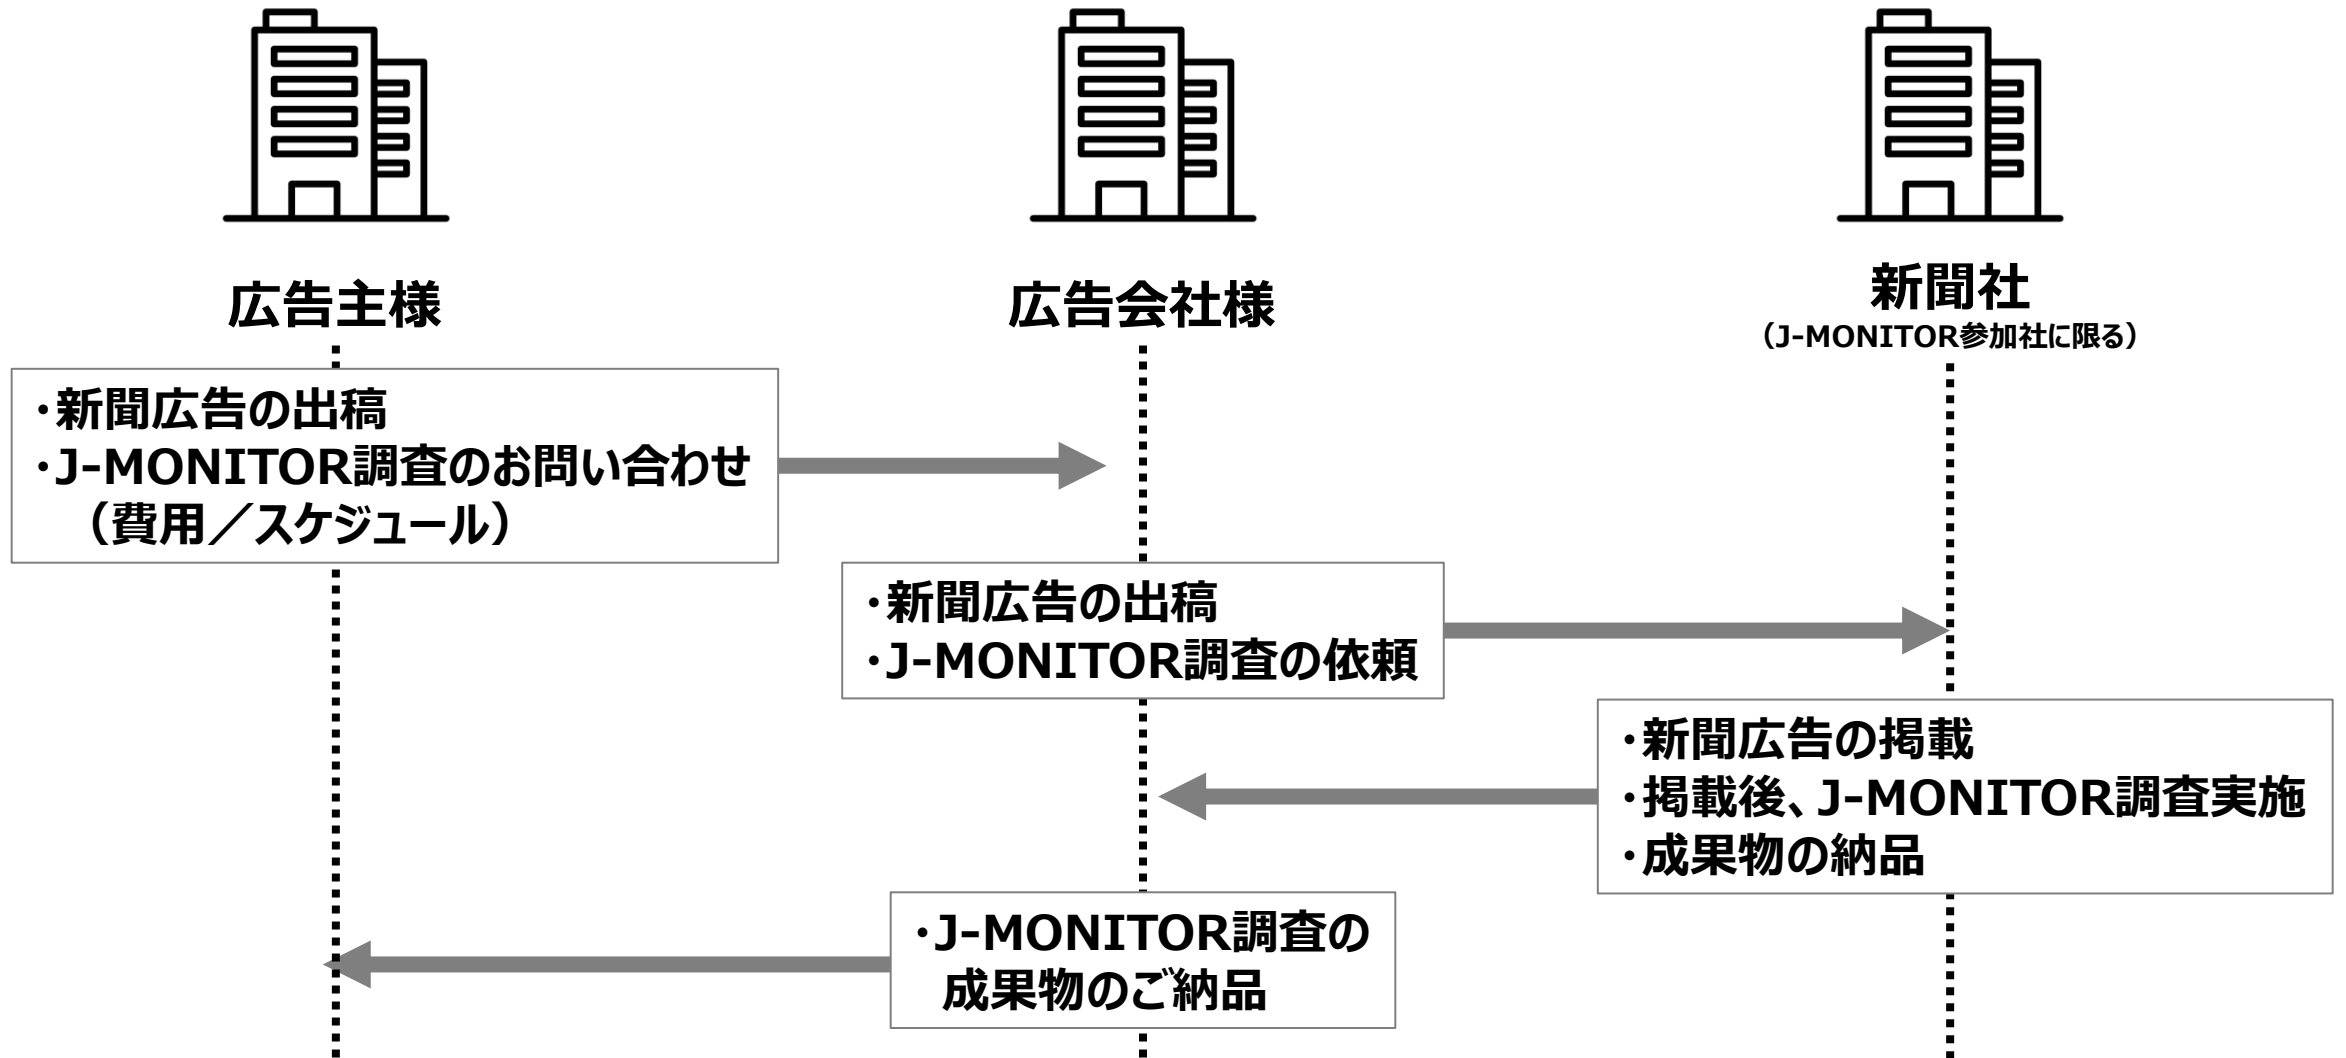 広告主様
広告会社様
新聞社
（J-MONITOR参加社に限る）
・新聞広告の出稿
・J-MONITOR調査のお問い合わせ
（費用／スケジュール）
・新聞広告の出稿
・J-MONITOR調査の依頼
・新聞広告の掲載
・掲載後、J-MONITOR調査実施
・成果物の納品
・J-MONITOR調査の
成果物のご納品